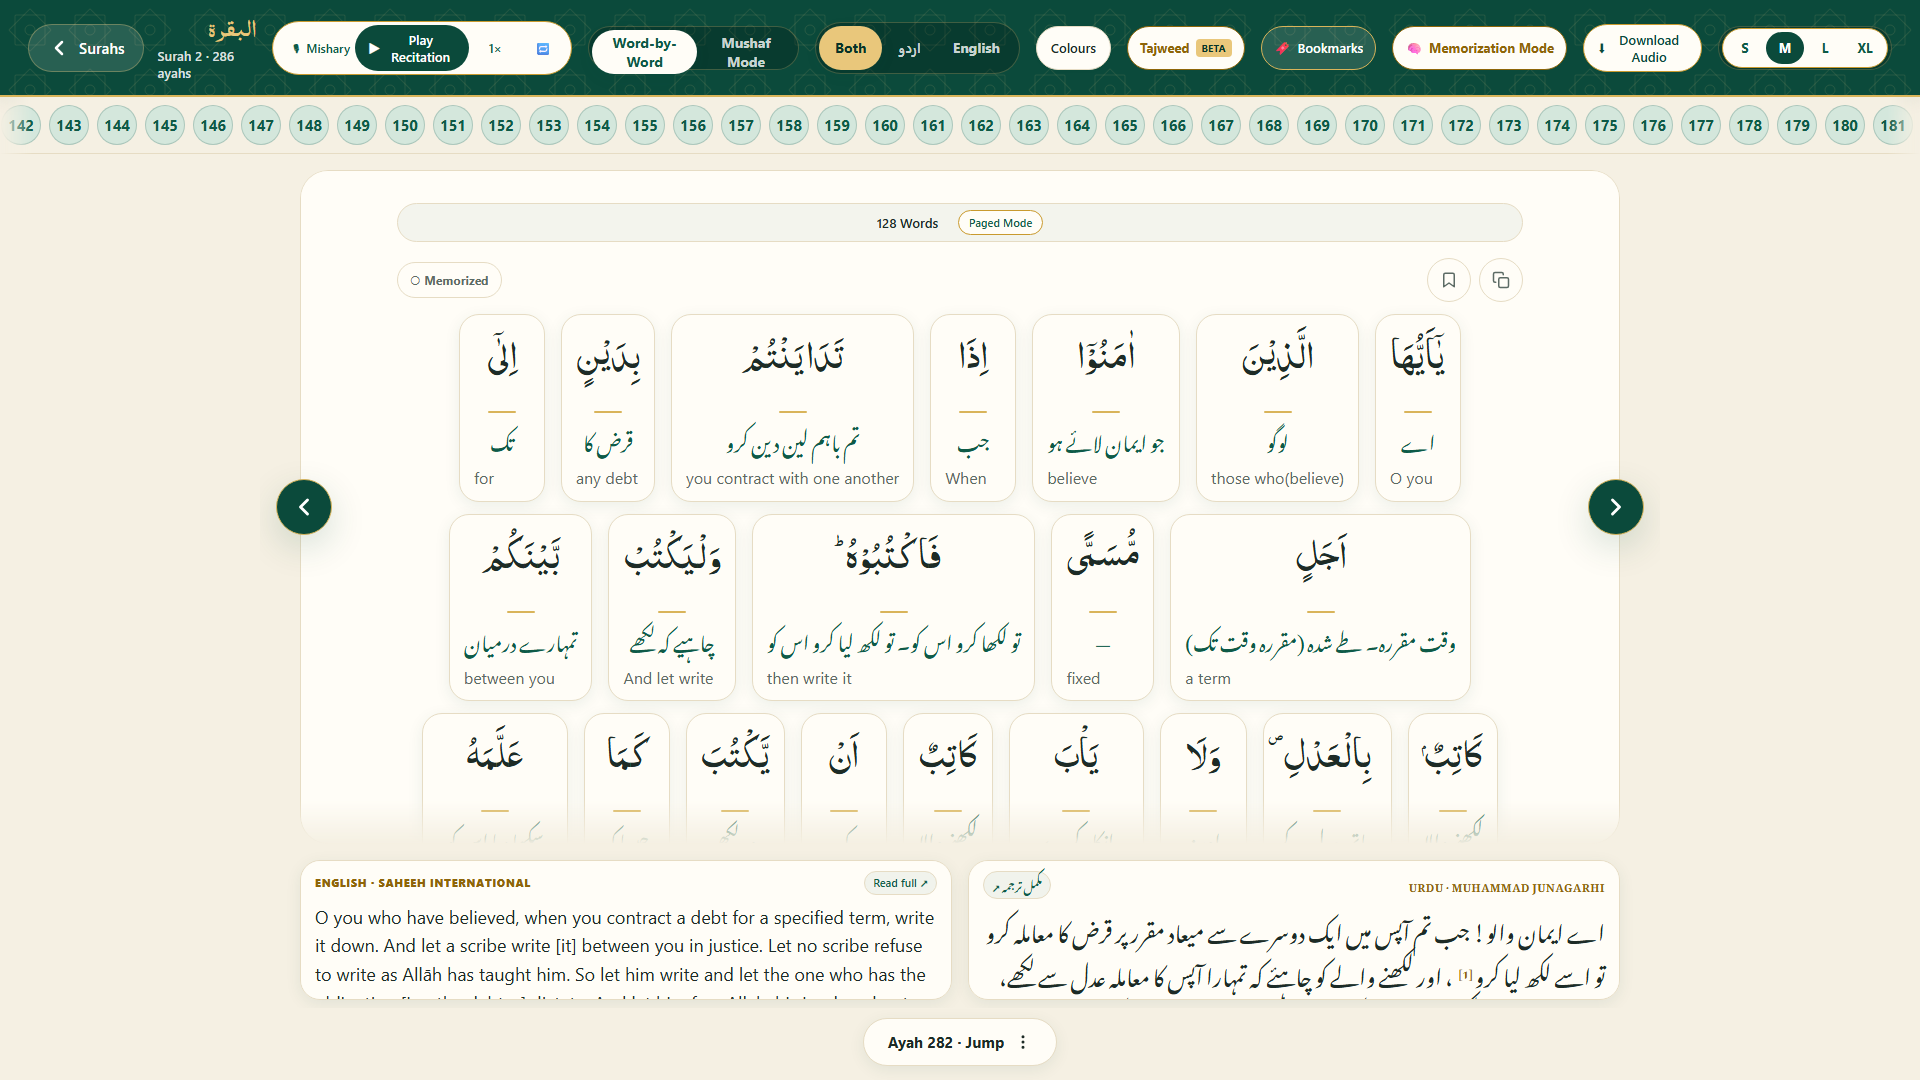 Surahs
البقرة
Surah 2 · 286
ayahs
Mishary
Play
Recitation
1×
Word-by-
Word
Mushaf
Mode
Both
اردو
English
Colours
Tajweed BETA
Bookmarks
Memorization Mode
Download
Audio
S M L XL
142 143 144 145 146 147 148 149 150 151 152 153 154 155 156 157 158 159 160 161 162 163 164 165 166 167 168 169 170 171 172 173 174 175 176 177 178 179 180 181
128 Words Paged Mode
Memorized
يٰٓاَيُّهَا الَّذِيْنَ اٰمَنُوْٓا اِذَا تَدَايَنْتُمْ بِدَيْنٍ اِلٰٓى
اے لوگو جو ایمان لائے ہو جب تم باہم لین دین کرو قرض کا تک
O you those who(believe) believe When you contract with one another any debt for
اَجَلٍ مُّسَمًّى فَاكْتُبُوْهُ ؕ وَلْيَكْتُبْ بَّيْنَكُمْ
وقت مقررہ۔ طے شدہ (مقررہ وقت تک) — تو لکھا کرو اس کو۔ تو لکھ لیا کرو اس کو چاہیے کہ لکھے تمہارے درمیان
a term fixed then write it And let write between you
كَاتِبٌۢ بِالْعَدْلِ ۪ وَلَا يَاْبَ كَاتِبٌ اَنْ يَّكْتُبَ كَمَا عَلَّمَهُ
ENGLISH · SAHEEH INTERNATIONAL
Read full ↗
O you who have believed, when you contract a debt for a specified term, write
it down. And let a scribe write [it] between you in justice. Let no scribe refuse
to write as Allāh has taught him. So let him write and let the one who has the
URDU · MUHAMMAD JUNAGARHI
مکمل ترجمہ ↗
اے ایمان والو! جب تم آپس میں ایک دوسرے سے میعاد مقرر پر قرض کا معاملہ کرو
تو اسے لکھ لیا کرو[1]، اور لکھنے والے کو چاہئے کہ تمہارا آپس کا معاملہ عدل سے لکھے،
Ayah 282 · Jump